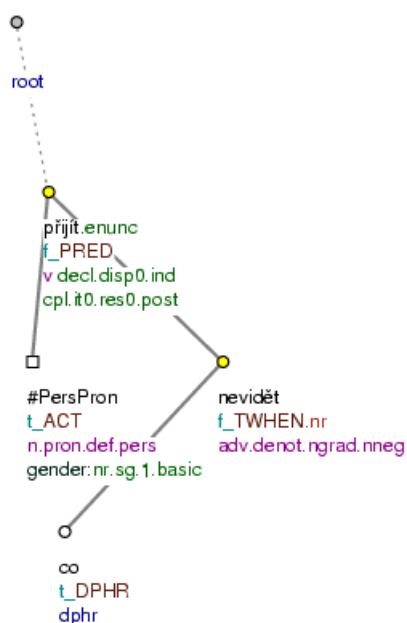 root
přijít.enunc
f_PRED
v decl.disp0.ind
cpl.it0.res0.post
#PersPron
t_ACT
n.pron.def.pers
gender:nr.sg.1.basic
nevidět
f_TWHEN.nr
adv.denot.ngrad.nneg
co
t_DPHR
dphr